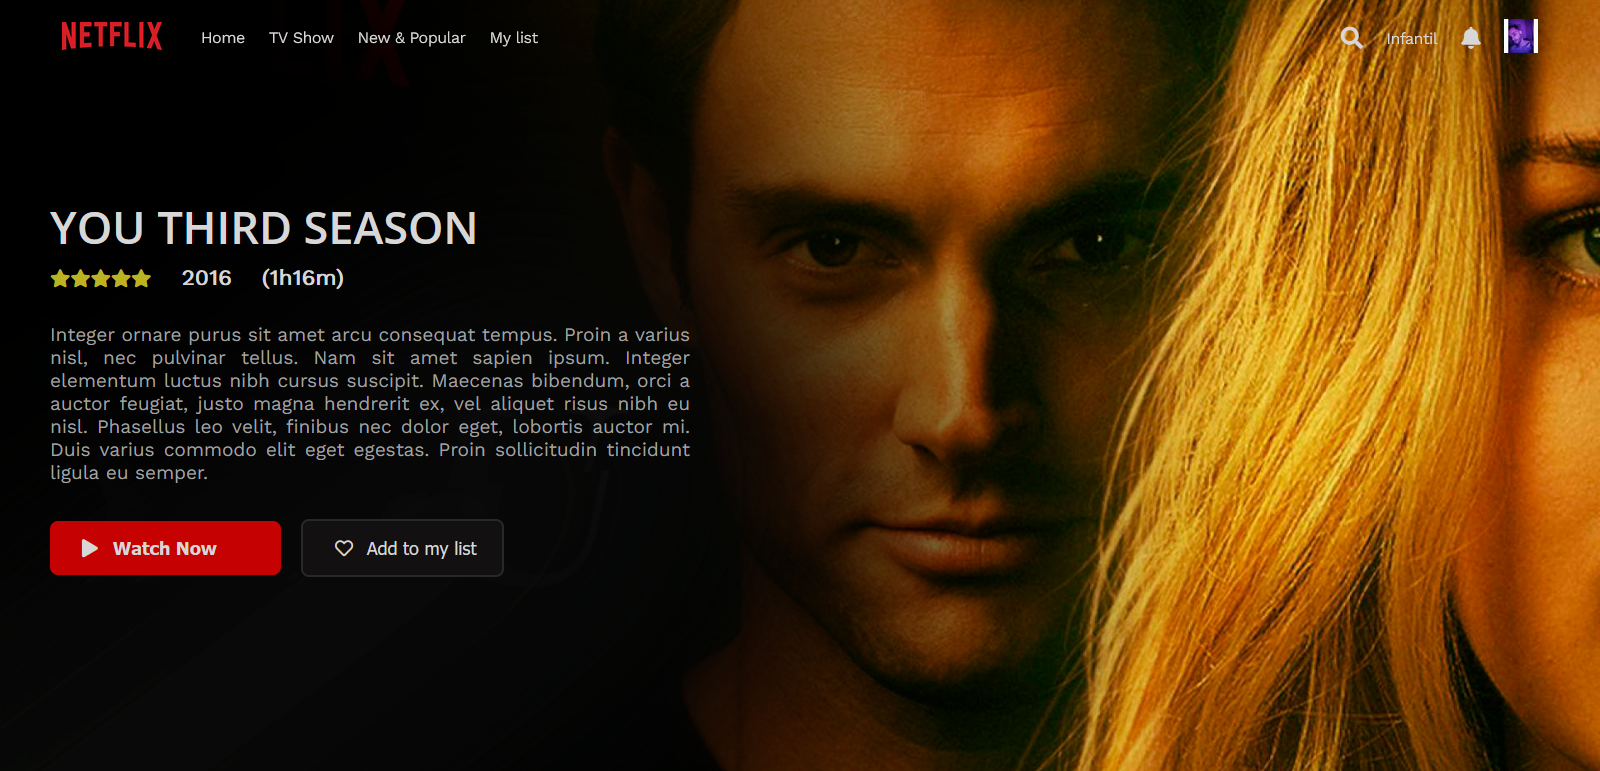 NETFLIX Home TV Show New & Popular My list Infantil
YOU THIRD SEASON
2016 (1h16m)
Integer ornare purus sit amet arcu consequat tempus. Proin a varius
nisl, nec pulvinar tellus. Nam sit amet sapien ipsum. Integer
elementum luctus nibh cursus suscipit. Maecenas bibendum, orci a
auctor feugiat, justo magna hendrerit ex, vel aliquet risus nibh eu
nisl. Phasellus leo velit, finibus nec dolor eget, lobortis auctor mi.
Duis varius commodo elit eget egestas. Proin sollicitudin tincidunt
ligula eu semper.
Watch Now Add to my list